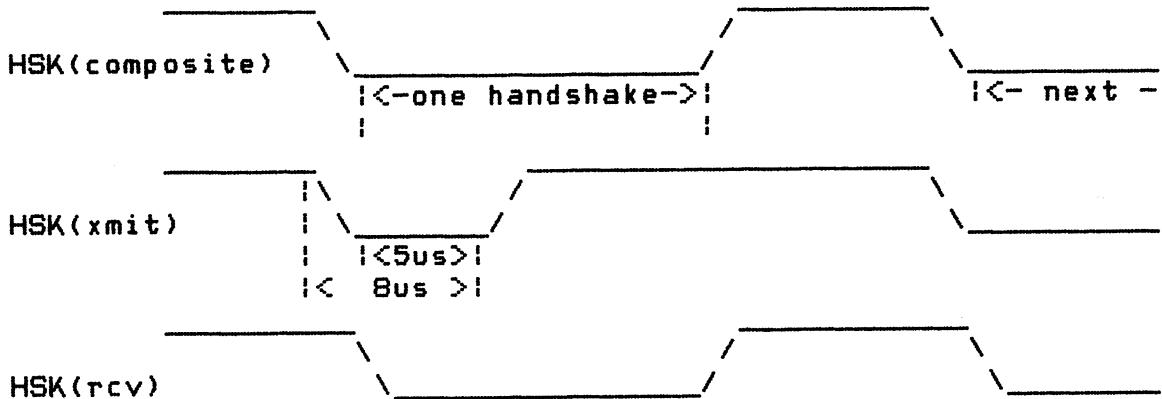 HSK(composite)
|<-one handshake->|
|<- next -
HSK(xmit)
|<5us>|
|< 8us >|
HSK(rcv)